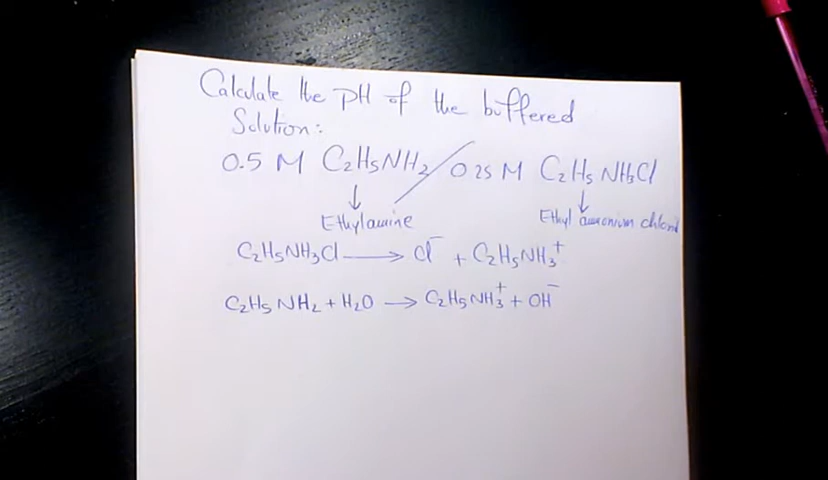 Calculate the pH of the buffered
Solution:
0.5 M C2H5NH2 / 0.25 M C2H5NH3Cl
↓ ↓
Ethylamine Ethyl ammonium chlorid
C2H5NH3Cl → Cl⁻ + C2H5NH3⁺
C2H5NH2 + H2O → C2H5NH3⁺ + OH⁻